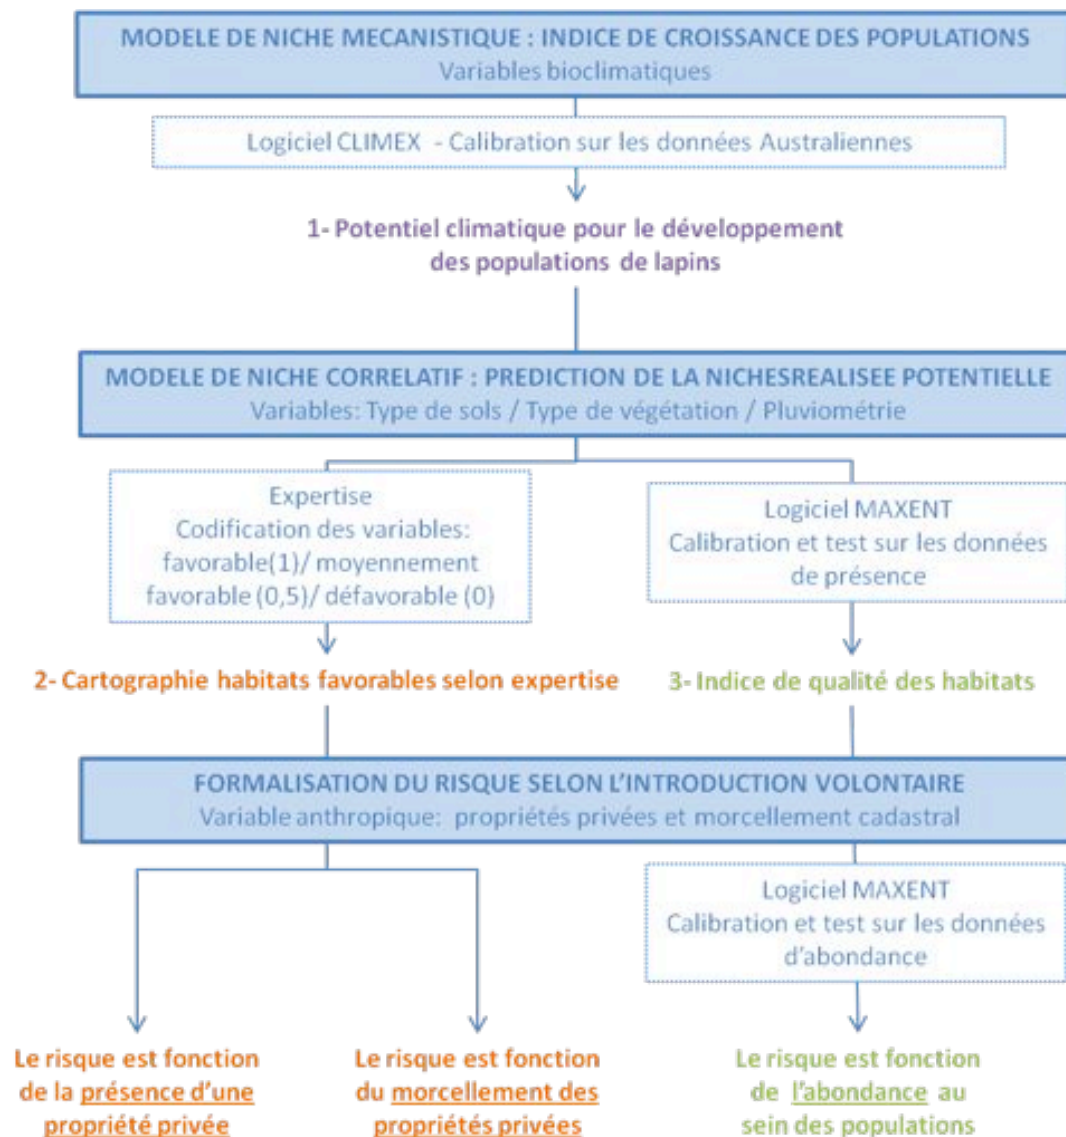 MODELE DE NICHE MECANISTIQUE : INDICE DE CROISSANCE DES POPULATIONS
Variables bioclimatiques
Logiciel CLIMEX - Calibration sur les données Australiennes
1- Potentiel climatique pour le développement
des populations de lapins
MODELE DE NICHE CORRELATIF : PREDICTION DE LA NICHESREALISEE POTENTIELLE
Variables: Type de sols / Type de végétation / Pluviométrie
Expertise
Codification des variables:
favorable(1)/ moyennement
favorable (0,5)/ défavorable (0)
Logiciel MAXENT
Calibration et test sur les données
de présence
2- Cartographie habitats favorables selon expertise
3- Indice de qualité des habitats
FORMALISATION DU RISQUE SELON L'INTRODUCTION VOLONTAIRE
Variable anthropique: propriétés privées et morcellement cadastral
Logiciel MAXENT
Calibration et test sur les données
d'abondance
Le risque est fonction
de la présence d'une
propriété privée
Le risque est fonction
du morcellement des
propriétés privées
Le risque est fonction
de l'abondance au
sein des populations